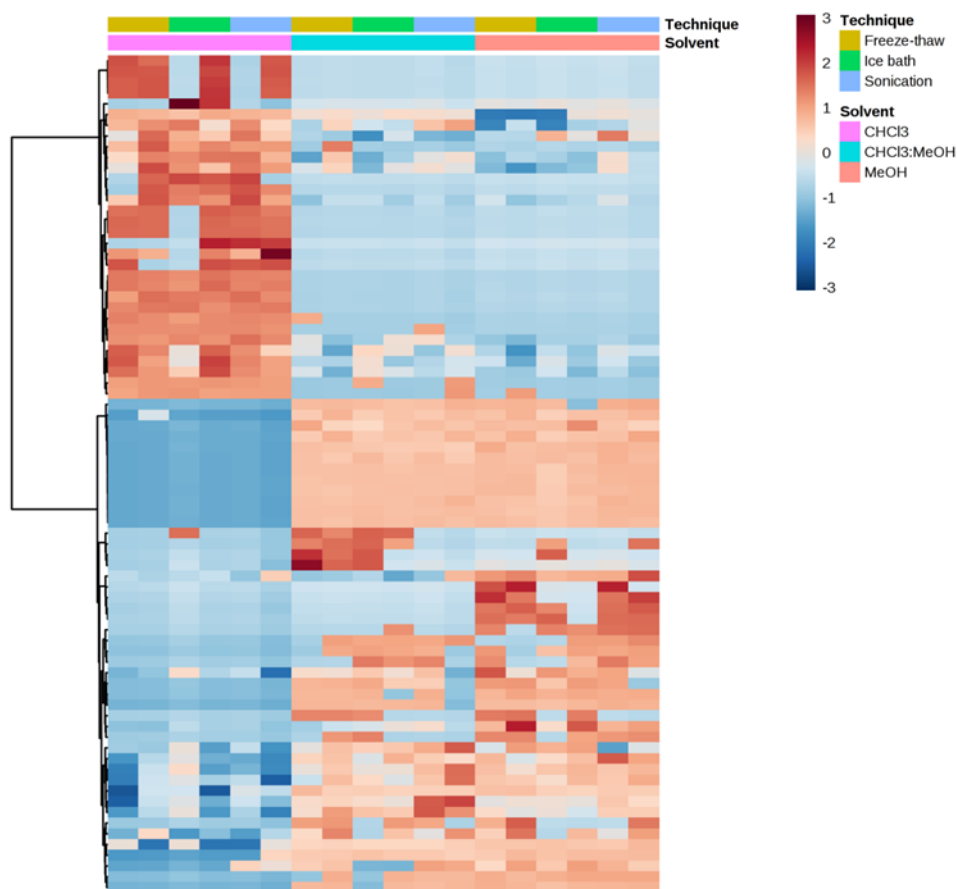 Technique
Solvent
3
2
1
0
-1
-2
-3
Technique
Freeze-thaw
Ice bath
Sonication
Solvent
CHCl3
CHCl3:MeOH
MeOH